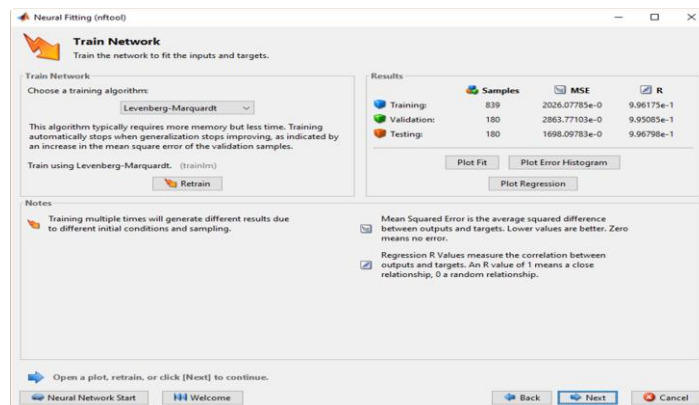 Neural Fitting (nftool)
Train Network
Train the network to fit the inputs and targets.
Train Network
Choose a training algorithm:
Levenberg-Marquardt
This algorithm typically requires more memory but less time. Training
automatically stops when generalization stops improving, as indicated by
an increase in the mean square error of the validation samples.
Train using Levenberg-Marquardt. (trainlm)
Retrain
Results
Samples MSE R
Training: 839 2026.07785e-0 9.96175e-1
Validation: 180 2863.77103e-0 9.95085e-1
Testing: 180 1698.09783e-0 9.96798e-1
Plot Fit Plot Error Histogram
Plot Regression
Notes
Training multiple times will generate different results due
to different initial conditions and sampling.
Mean Squared Error is the average squared difference
between outputs and targets. Lower values are better. Zero
means no error.
Regression R Values measure the correlation between
outputs and targets. An R value of 1 means a close
relationship, 0 a random relationship.
Open a plot, retrain, or click [Next] to continue.
Neural Network Start Welcome Back Next Cancel